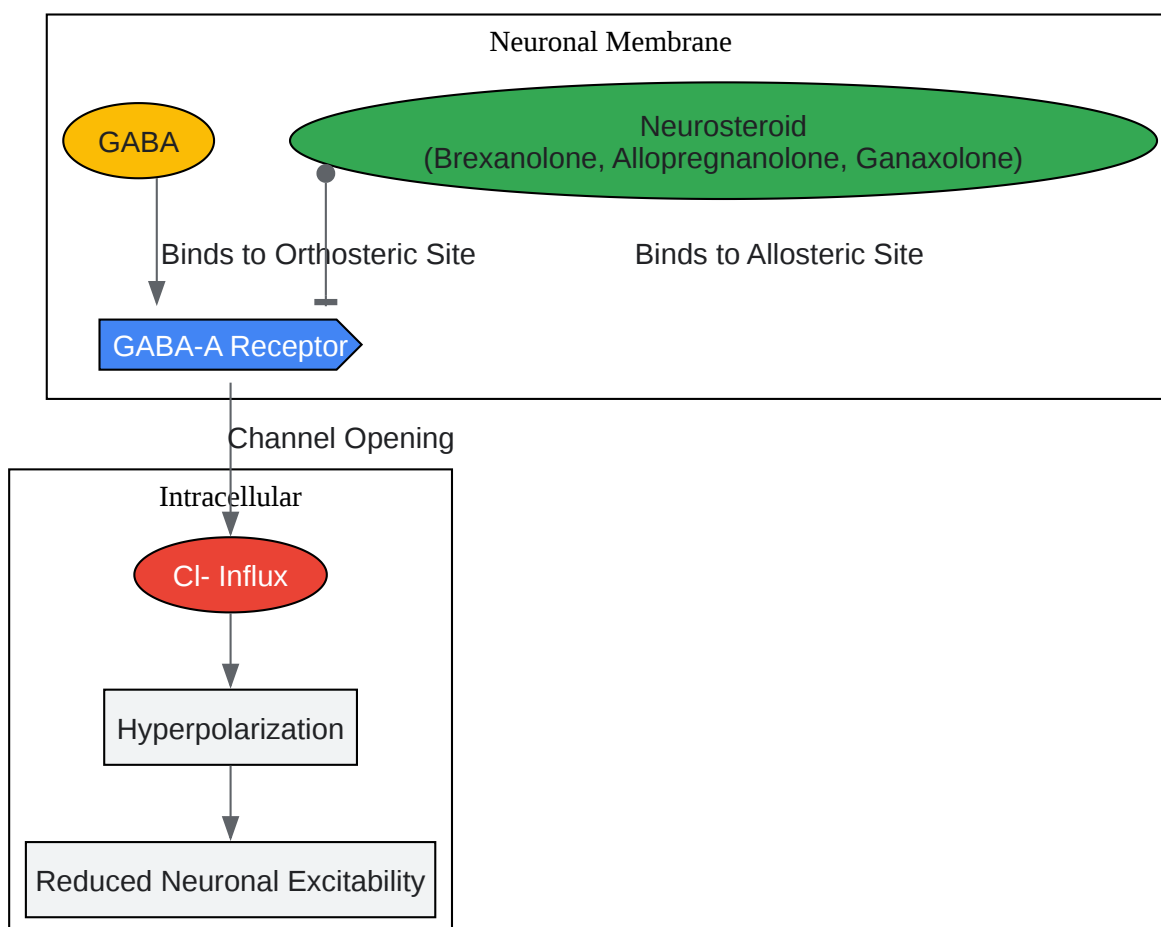 Neuronal Membrane
GABA
Neurosteroid
(Brexanolone, Allopregnanolone, Ganaxolone)
Binds to Orthosteric Site
Binds to Allosteric Site
GABA-A Receptor
Channel Opening
Intracellular
Cl- Influx
Hyperpolarization
Reduced Neuronal Excitability